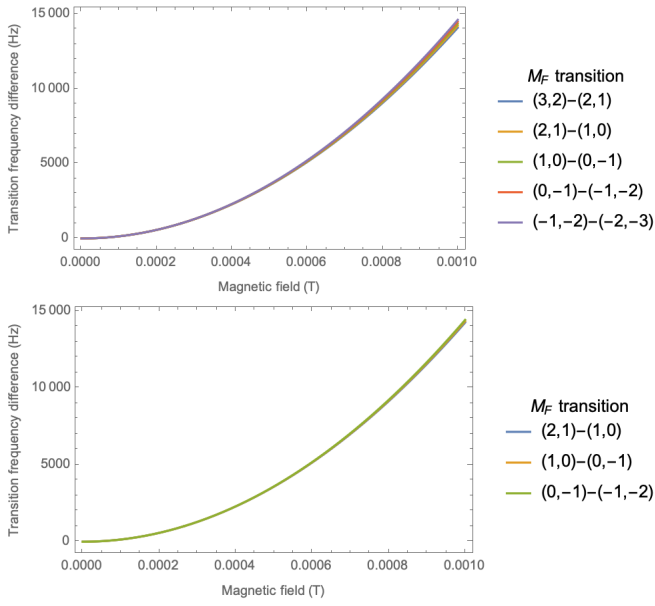 Transition frequency difference (Hz)
15 000
10 000
5000
0
0.0000 0.0002 0.0004 0.0006 0.0008 0.0010
Magnetic field (T)
M_F transition
(3,2)–(2,1)
(2,1)–(1,0)
(1,0)–(0,−1)
(0,−1)–(−1,−2)
(−1,−2)–(−2,−3)
Transition frequency difference (Hz)
15 000
10 000
5000
0
0.0000 0.0002 0.0004 0.0006 0.0008 0.0010
Magnetic field (T)
M_F transition
(2,1)–(1,0)
(1,0)–(0,−1)
(0,−1)–(−1,−2)